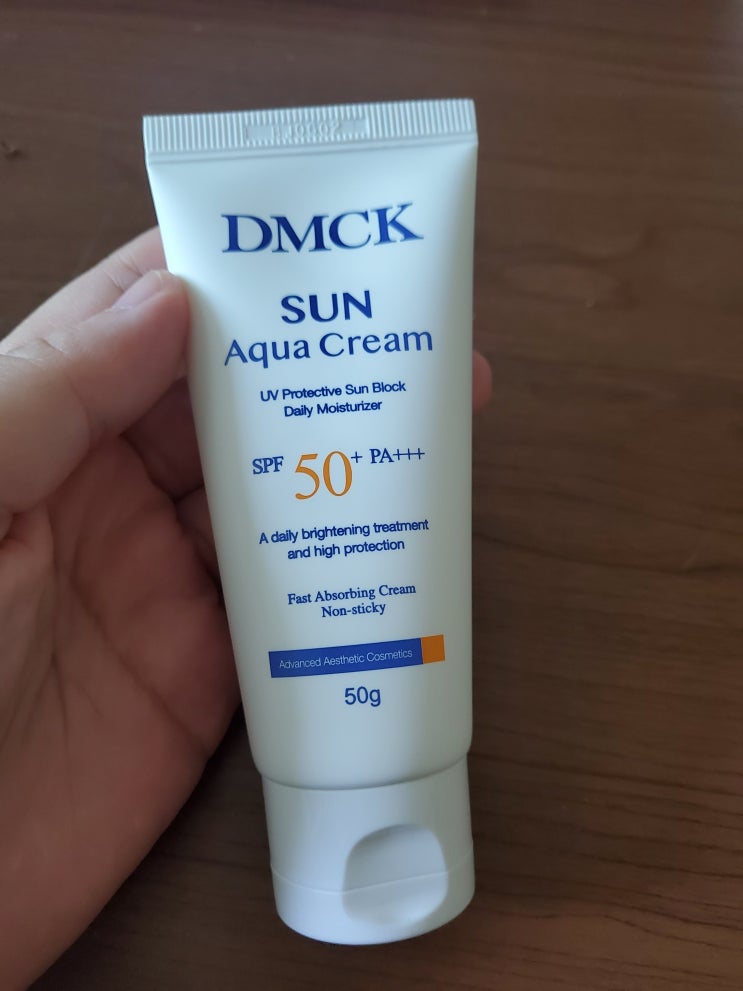 DMCK
SUN
Aqua Cream
UV Protective Sun Block
Daily Moisturizer
SPF 50+ PA+++
A daily brightening treatment
and high protection
Fast Absorbing Cream
Non-sticky
Advanced Aesthetic Cosmetics
50g